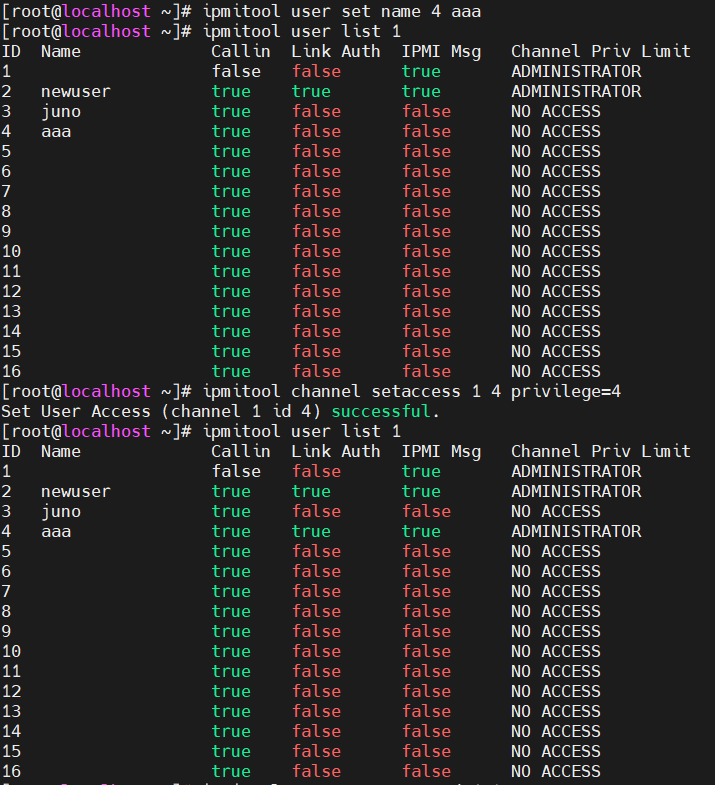 [root@localhost ~]# ipmitool user set name 4 aaa
[root@localhost ~]# ipmitool user list 1
ID  Name             Callin  Link Auth  IPMI Msg   Channel Priv Limit
1                    false   false      true       ADMINISTRATOR
2   newuser          true    true       true       ADMINISTRATOR
3   juno             true    false      false      NO ACCESS
4   aaa              true    false      false      NO ACCESS
5                    true    false      false      NO ACCESS
6                    true    false      false      NO ACCESS
7                    true    false      false      NO ACCESS
8                    true    false      false      NO ACCESS
9                    true    false      false      NO ACCESS
10                   true    false      false      NO ACCESS
11                   true    false      false      NO ACCESS
12                   true    false      false      NO ACCESS
13                   true    false      false      NO ACCESS
14                   true    false      false      NO ACCESS
15                   true    false      false      NO ACCESS
16                   true    false      false      NO ACCESS
[root@localhost ~]# ipmitool channel setaccess 1 4 privilege=4
Set User Access (channel 1 id 4) successful.
[root@localhost ~]# ipmitool user list 1
ID  Name             Callin  Link Auth  IPMI Msg   Channel Priv Limit
1                    false   false      true       ADMINISTRATOR
2   newuser          true    true       true       ADMINISTRATOR
3   juno             true    false      false      NO ACCESS
4   aaa              true    true       true       ADMINISTRATOR
5                    true    false      false      NO ACCESS
6                    true    false      false      NO ACCESS
7                    true    false      false      NO ACCESS
8                    true    false      false      NO ACCESS
9                    true    false      false      NO ACCESS
10                   true    false      false      NO ACCESS
11                   true    false      false      NO ACCESS
12                   true    false      false      NO ACCESS
13                   true    false      false      NO ACCESS
14                   true    false      false      NO ACCESS
15                   true    false      false      NO ACCESS
16                   true    false      false      NO ACCESS